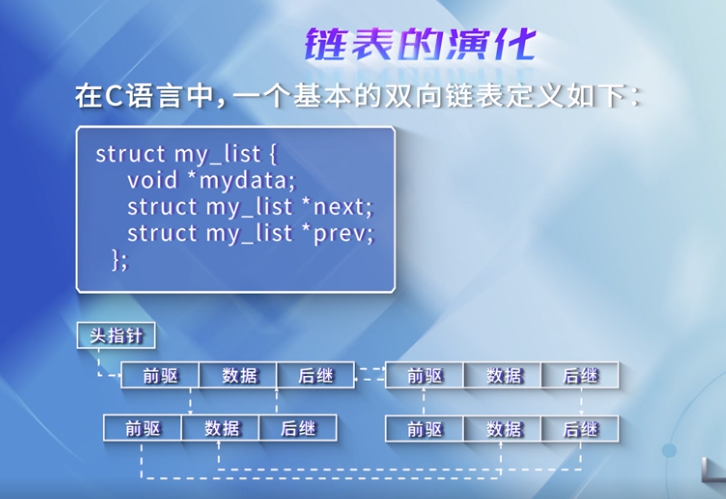 链表的演化
在C语言中，一个基本的双向链表定义如下：
struct my_list {
void *mydata;
struct my_list *next;
struct my_list *prev;
};
头指针
前驱 数据 后继 前驱 数据 后继
前驱 数据 后继 前驱 数据 后继